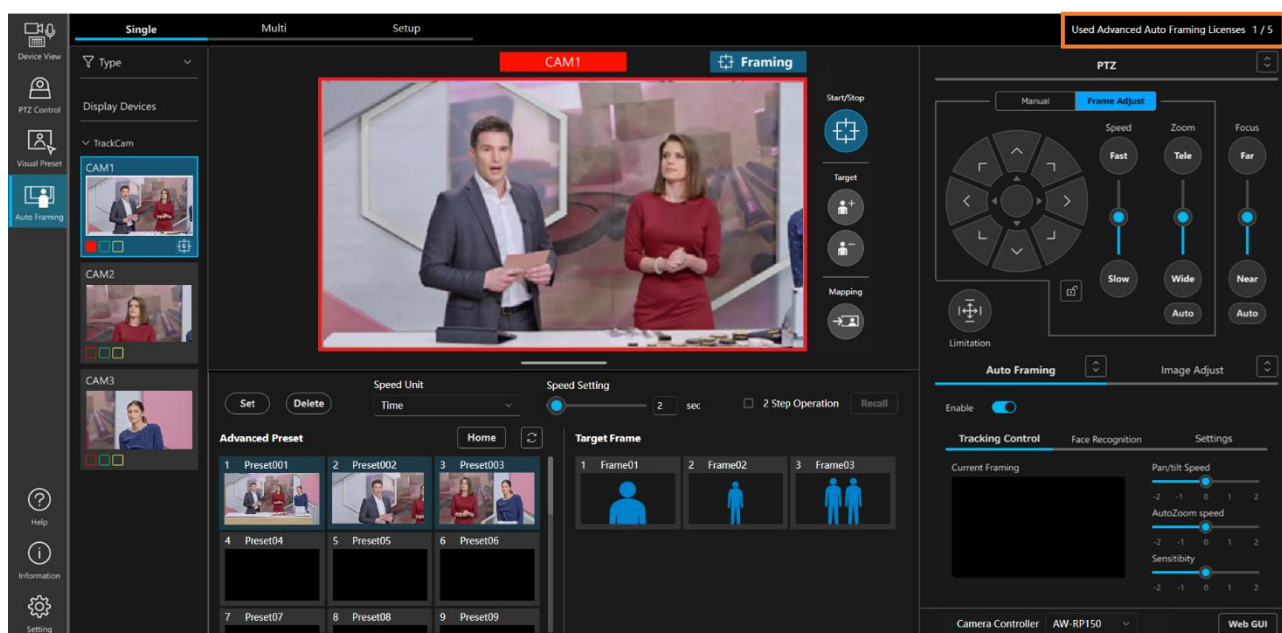 Single Multi Setup
Used Advanced Auto Framing Licenses 1 / 5
Device View
PTZ Control
Visual Preset
Auto Framing
Help
Information
Setting
Type
Display Devices
TrackCam
CAM1
CAM2
CAM3
CAM1
Framing
Start/Stop
Target
Mapping
Set Delete
Speed Unit
Time
Speed Setting
2 sec
2 Step Operation
Recall
Advanced Preset
Home
1 Preset001 2 Preset002 3 Preset003
4 Preset04 5 Preset05 6 Preset06
7 Preset07 8 Preset08 9 Preset09
Target Frame
1 Frame01 2 Frame02 3 Frame03
PTZ
Manual Frame Adjust
Speed Zoom Focus
Fast Tele Far
Slow Wide Near
Auto Auto
Limitation
Auto Framing Image Adjust
Enable
Tracking Control Face Recognition Settings
Current Framing
Pan/tilt Speed
-2 -1 0 1 2
AutoZoom speed
-2 -1 0 1 2
Sensitibity
-2 -1 0 1 2
Camera Controller AW-RP150
Web GUI